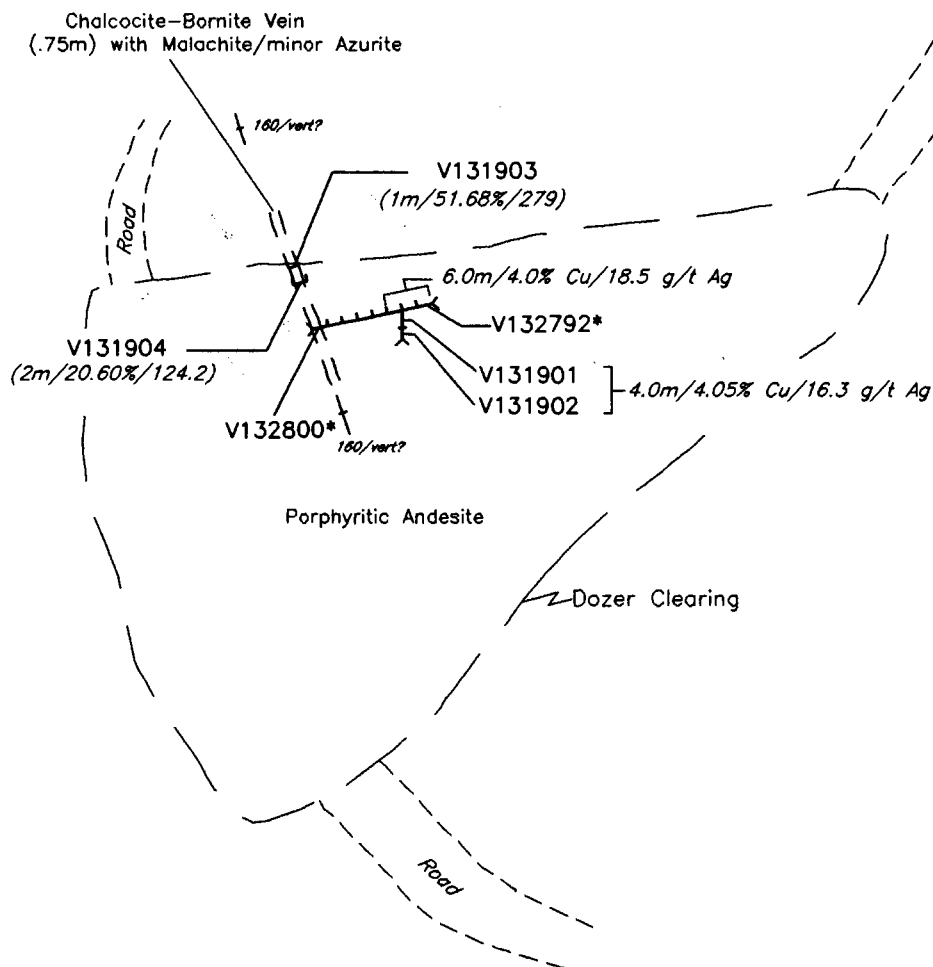 Chalcocite-Bornite Vein
(.75m) with Malachite/minor Azurite
160/vert?
V131903
(1m/51.68%/279)
Road
6.0m/4.0% Cu/18.5 g/t Ag
V132792*
V131904
(2m/20.60%/124.2)
V131901
V131902
4.0m/4.05% Cu/16.3 g/t Ag
V132800*
160/vert?
Porphyritic Andesite
Dozer Clearing
Road